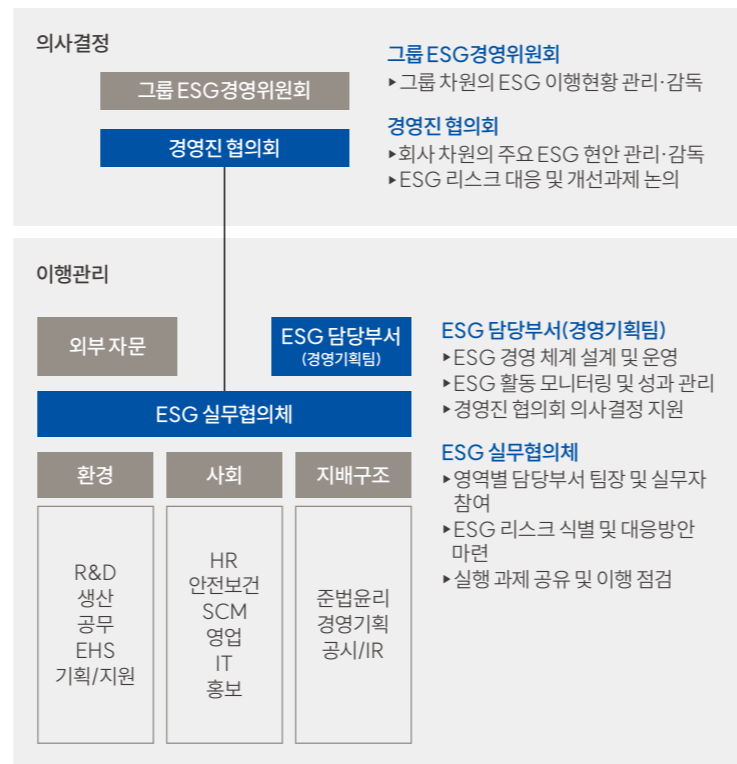 의사결정
그룹 ESG경영위원회
경영진 협의회
그룹 ESG경영위원회
▸그룹 차원의 ESG 이행현황 관리·감독
경영진 협의회
▸회사 차원의 주요 ESG 현안 관리·감독
▸ESG 리스크 대응 및 개선과제 논의
이행관리
외부 자문
ESG 담당부서
(경영기획팀)
ESG 실무협의체
환경
사회
지배구조
R&D
생산
공무
EHS
기획/지원
HR
안전보건
SCM
영업
IT
홍보
준법윤리
경영기획
공시/IR
ESG 담당부서(경영기획팀)
▸ESG 경영 체계 설계 및 운영
▸ESG 활동 모니터링 및 성과 관리
▸경영진 협의회 의사결정 지원
ESG 실무협의체
▸영역별 담당부서 팀장 및 실무자
참여
▸ESG 리스크 식별 및 대응방안
마련
▸실행 과제 공유 및 이행 점검